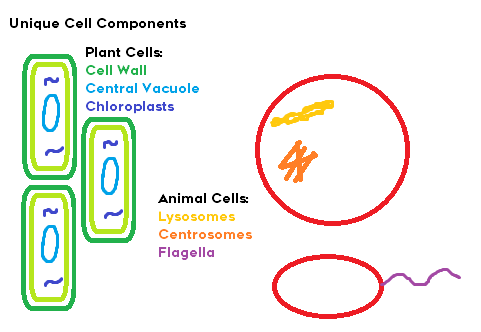 Unique Cell Components
Plant Cells:
Cell Wall
Central Vacuole
Chloroplasts
Animal Cells:
Lysosomes
Centrosomes
Flagella